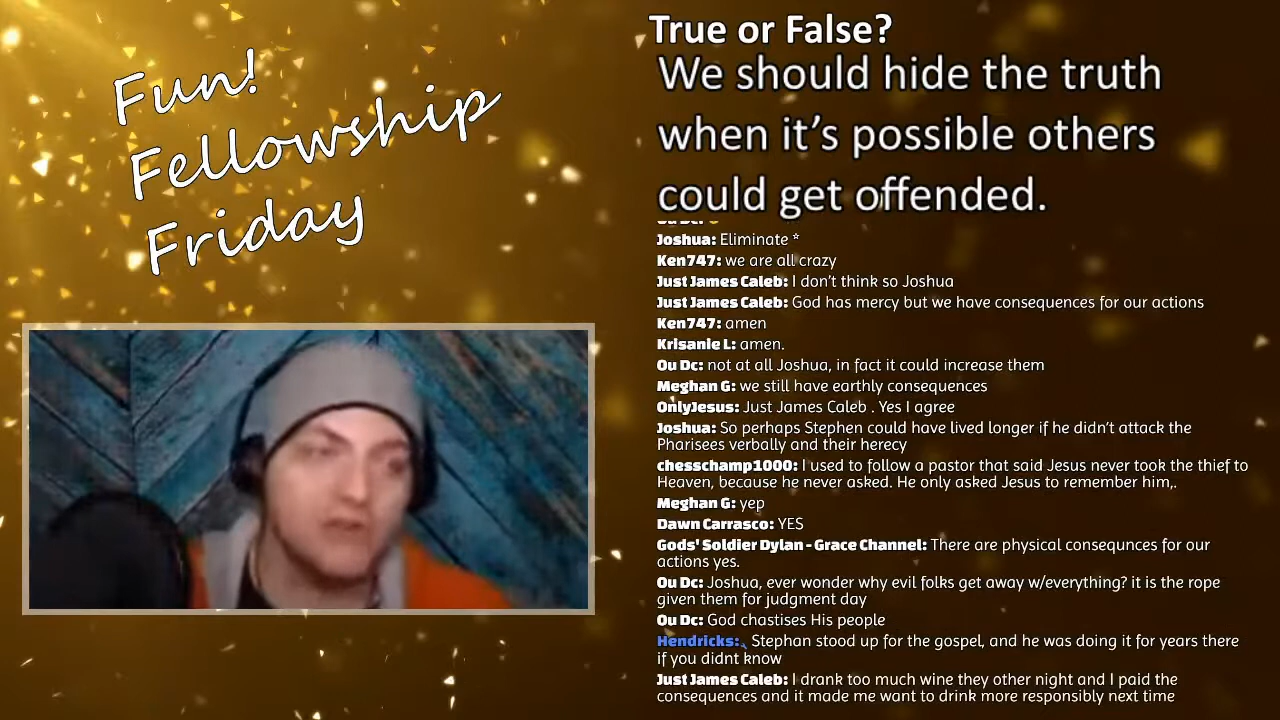 Fun!
Fellowship
Friday
True or False?
We should hide the truth
when it's possible others
could get offended.
Joshua: Eliminate *
Ken747: we are all crazy
Just James Caleb: I don't think so Joshua
Just James Caleb: God has mercy but we have consequences for our actions
Ken747: amen
Krisanie L: amen.
Ou Dc: not at all Joshua, in fact it could increase them
Meghan G: we still have earthly consequences
OnlyJesus: Just James Caleb . Yes I agree
Joshua: So perhaps Stephen could have lived longer if he didn't attack the
Pharisees verbally and their herecy
chesschamp1000: I used to follow a pastor that said Jesus never took the thief to
Heaven, because he never asked. He only asked Jesus to remember him,.
Meghan G: yep
Dawn Carrasco: YES
Gods' Soldier Dylan - Grace Channel: There are physical consequnces for our
actions yes.
Ou Dc: Joshua, ever wonder why evil folks get away w/everything? it is the rope
given them for judgment day
Ou Dc: God chastises His people
Hendricks: Stephan stood up for the gospel, and he was doing it for years there
if you didnt know
Just James Caleb: I drank too much wine they other night and I paid the
consequences and it made me want to drink more responsibly next time